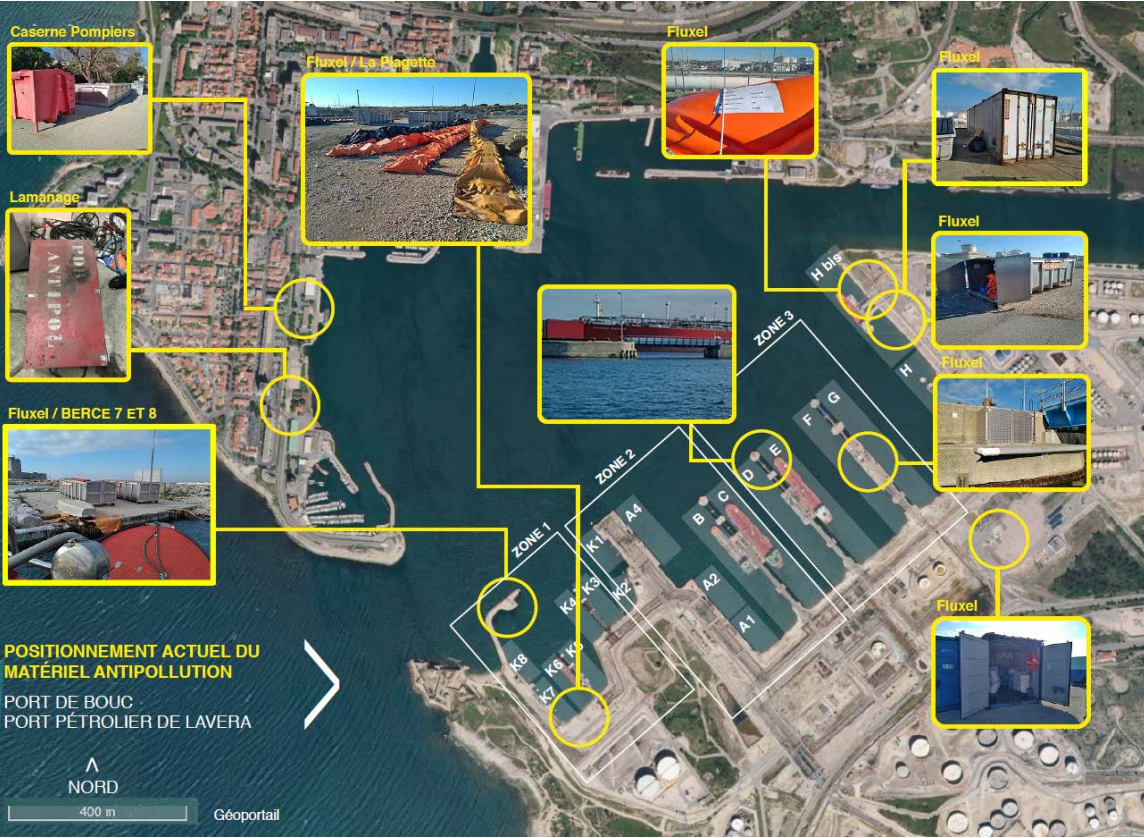 Caserne Pompiers
Fluxel / La Plagette
Fluxel
Fluxel
Lamanage
PDB
ANTIPOL
Fluxel
H bis
ZONE 3
Fluxel
H
G
F
Fluxel / BERCE 7 ET 8
E
D
ZONE 2
C
B
A4
ZONE 1
K1
K3
K2
K4
A2
A1
Fluxel
K8
K6
K5
K7
POSITIONNEMENT ACTUEL DU
MATÉRIEL ANTIPOLLUTION
PORT DE BOUC
PORT PÉTROLIER DE LAVERA
NORD
400 m
Géoportail